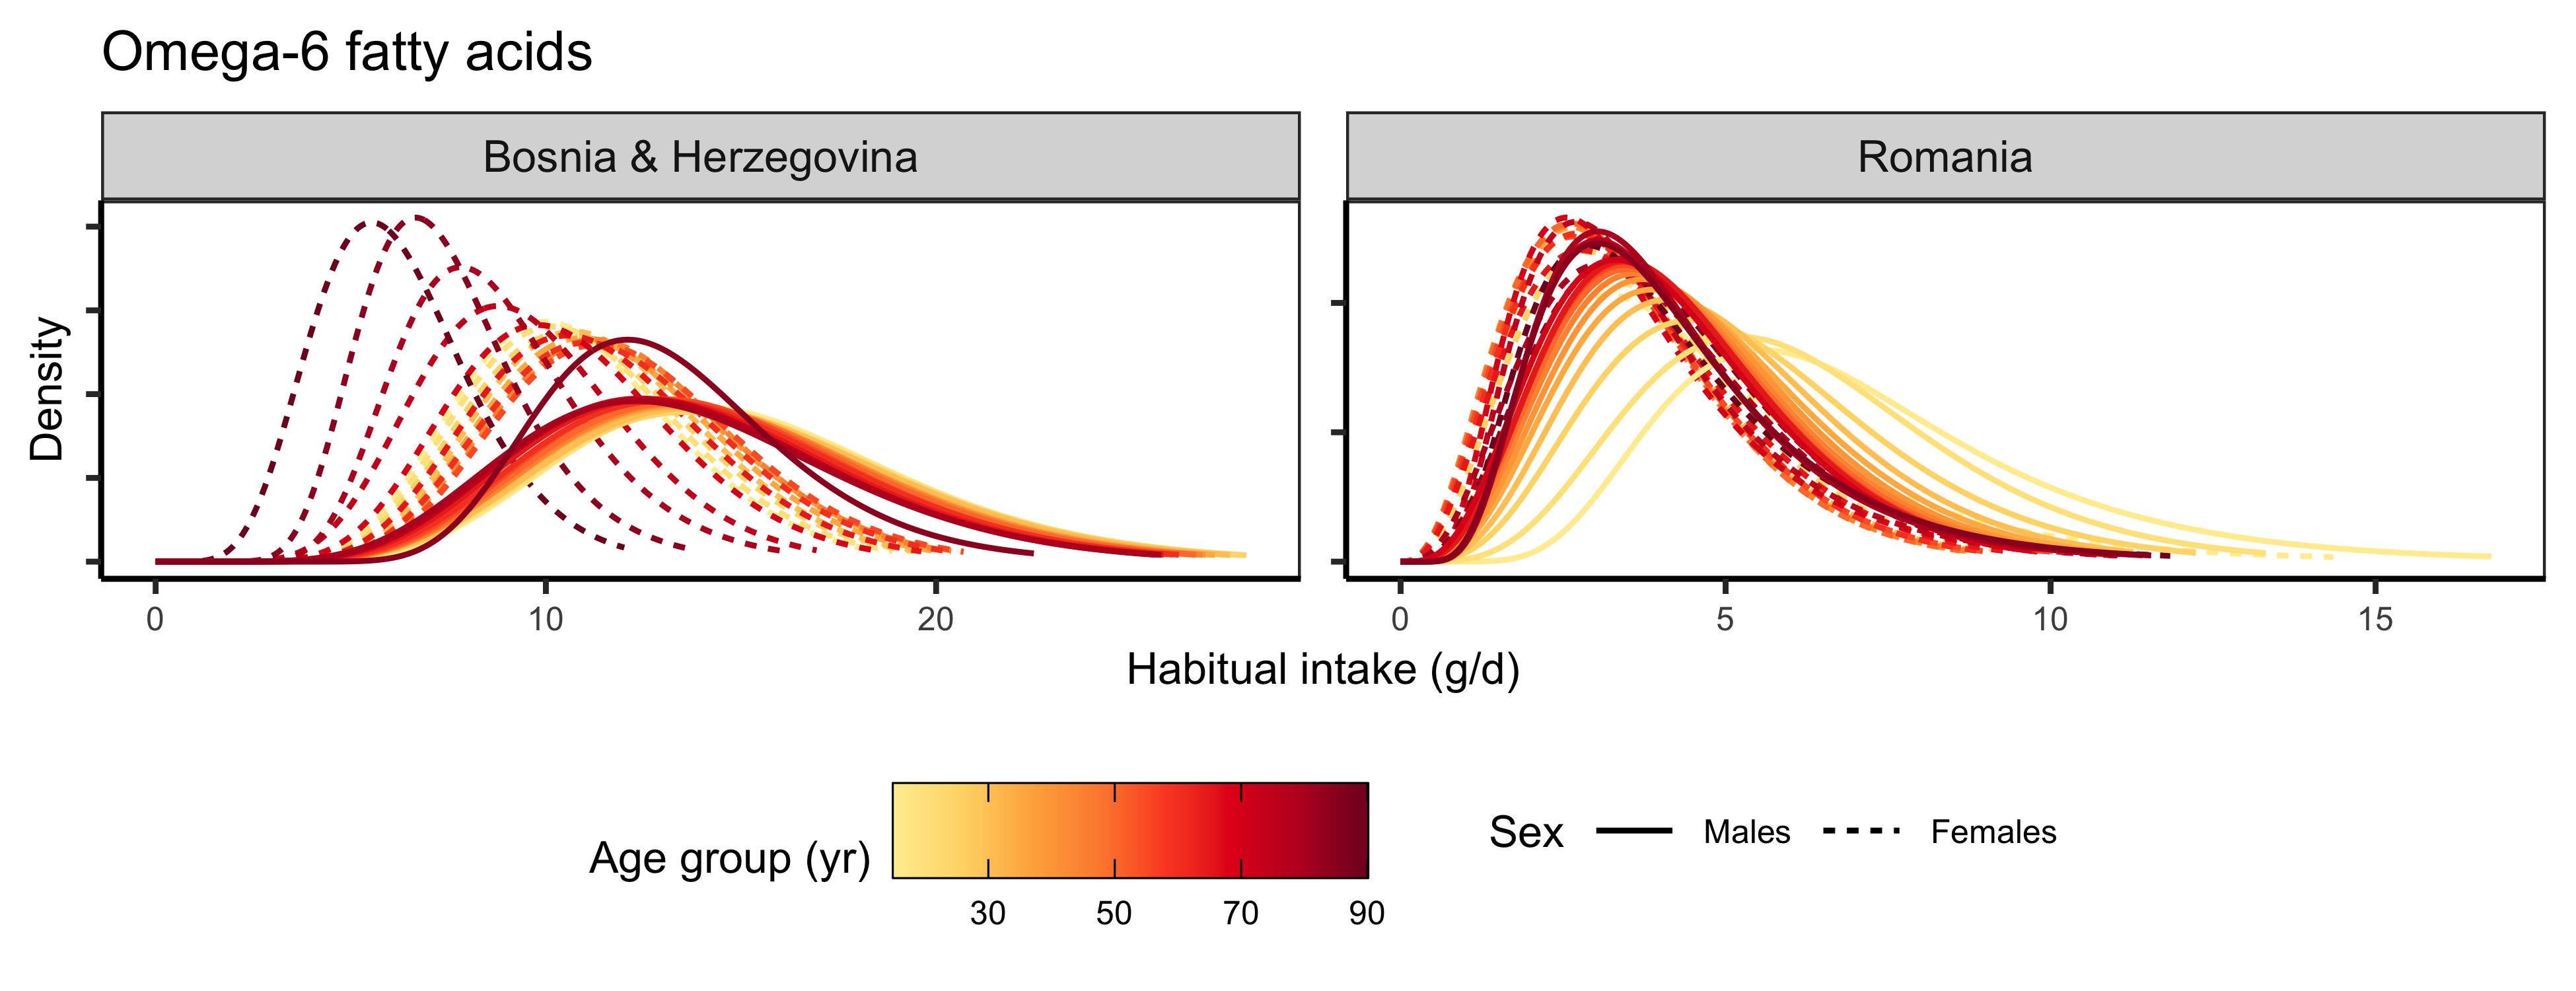 Omega-6 fatty acids
Bosnia & Herzegovina
Romania
Density
0 10 20
0 5 10 15
Habitual intake (g/d)
Age group (yr)
30 50 70 90
Sex Males Females